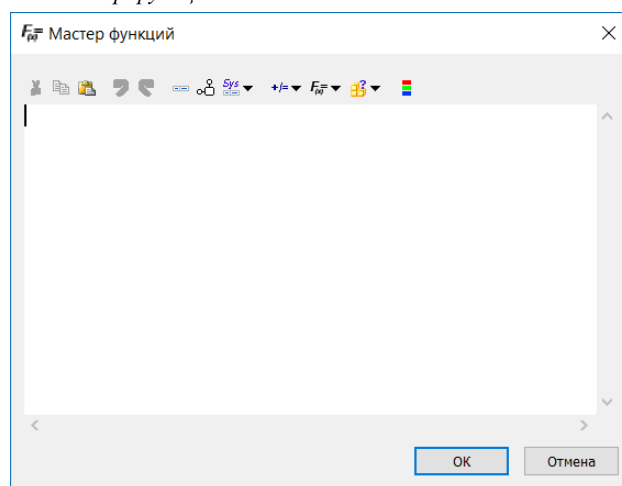 F(x)= Мастер функций
Sys +/= F(x)= ?
ОК Отмена